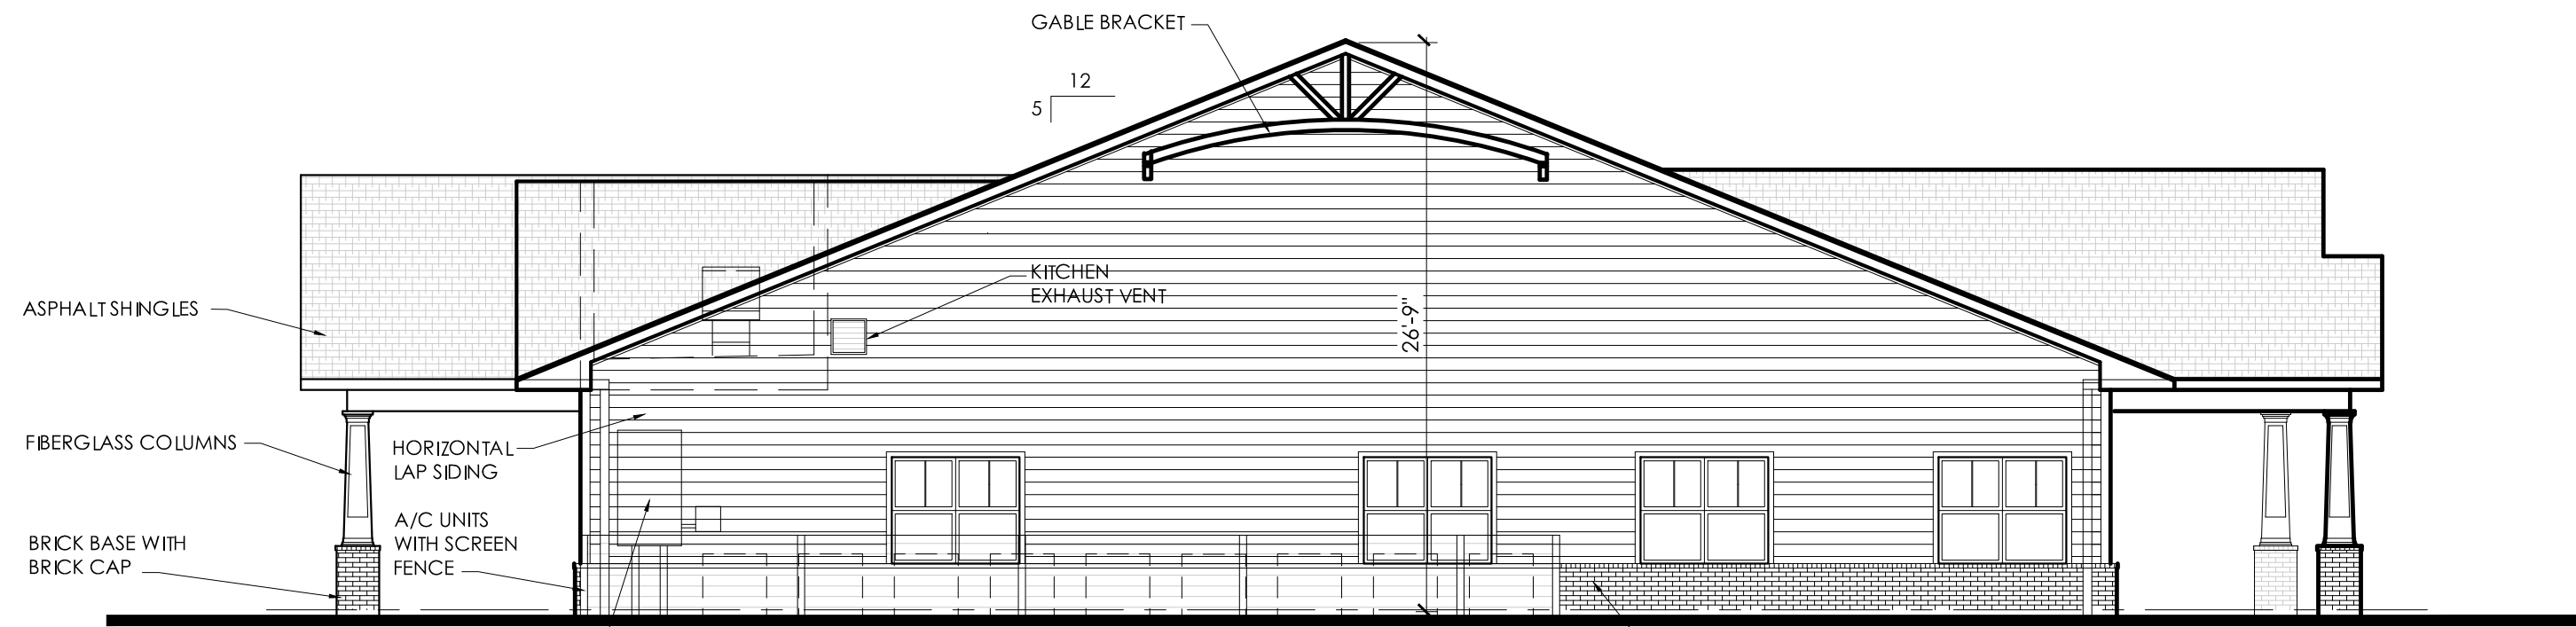 GABLE BRACKET
12
5
KITCHEN
EXHAUST VENT
26'-9"
ASPHALT SHINGLES
FIBERGLASS COLUMNS
HORIZONTAL
LAP SIDING
A/C UNITS
WITH SCREEN
FENCE
BRICK BASE WITH
BRICK CAP